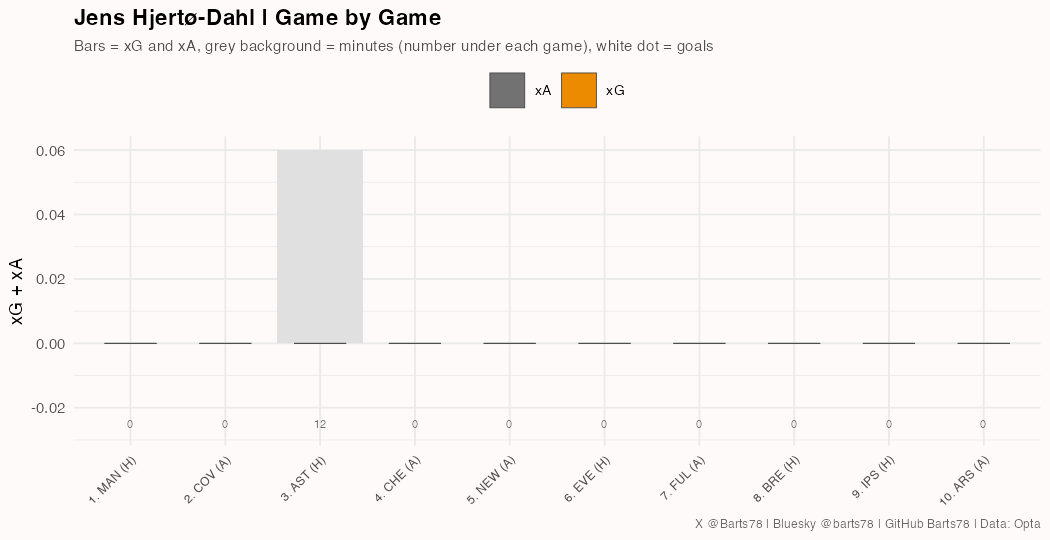 Jens Hjertø-Dahl | Game by Game
Bars = xG and xA, grey background = minutes (number under each game), white dot = goals
xA xG
xG + xA
0.06
0.04
0.02
0.00
-0.02
0 0 12 0 0 0 0 0 0 0
1. MAN (H) 2. COV (A) 3. AST (H) 4. CHE (A) 5. NEW (A) 6. EVE (H) 7. FUL (A) 8. BRE (H) 9. IPS (H) 10. ARS (A)
X @Barts78 | Bluesky @barts78 | GitHub Barts78 | Data: Opta